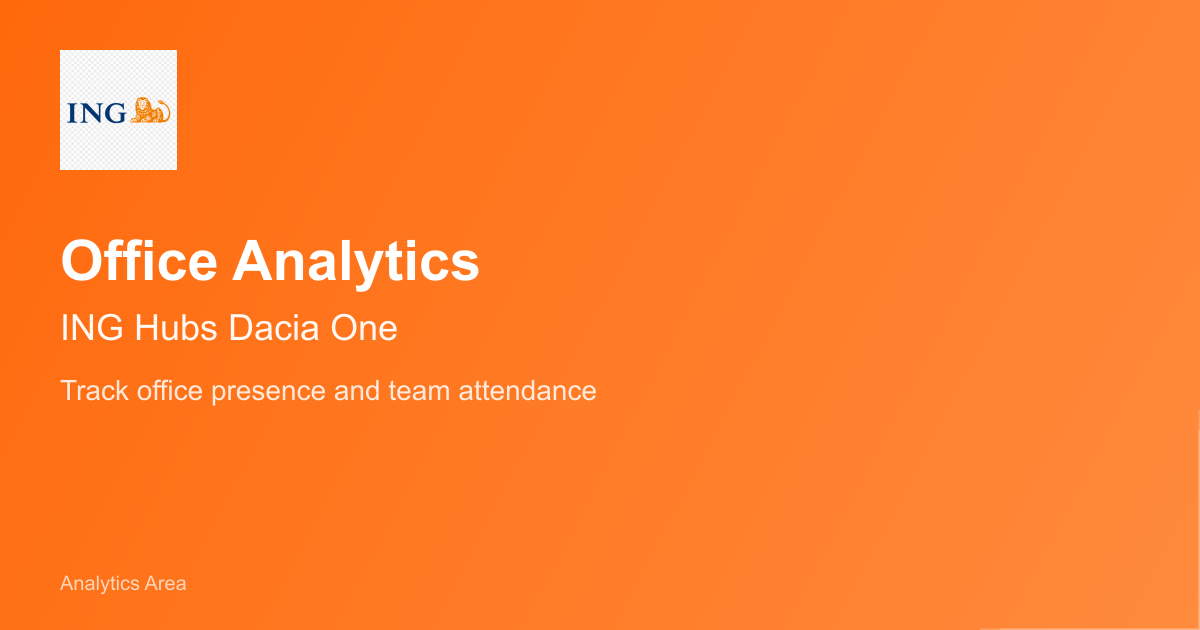 ING
Office Analytics
ING Hubs Dacia One
Track office presence and team attendance
Analytics Area